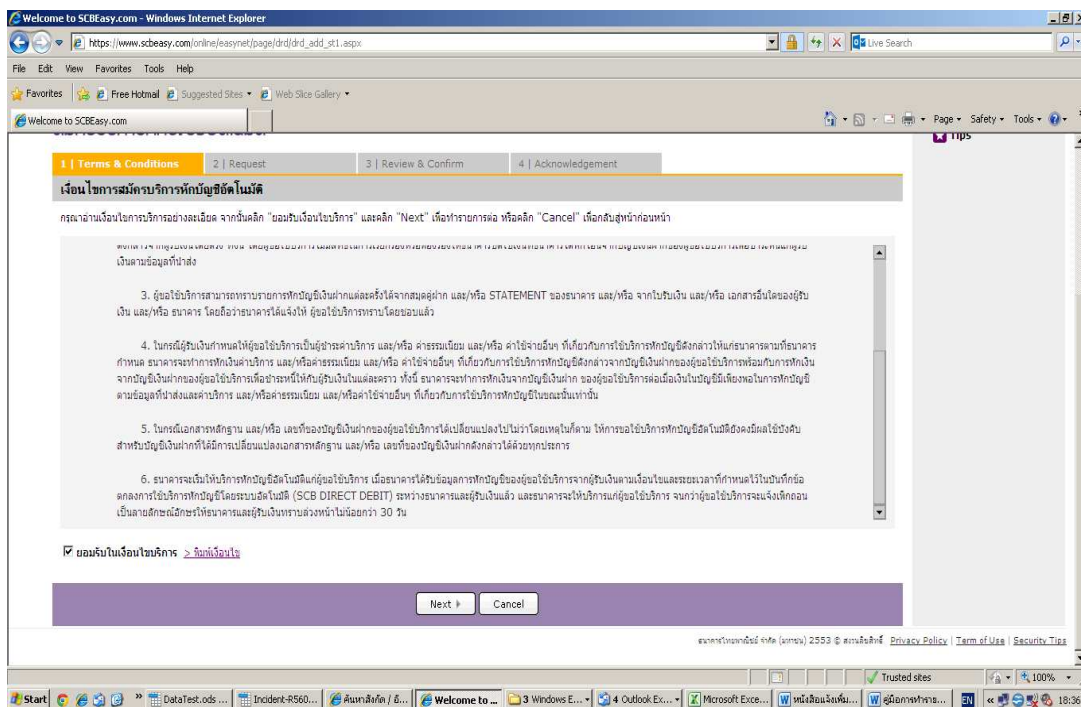 Welcome to SCBEasy.com - Windows Internet Explorer
https://www.scbeasy.com/online/easynet/page/drd/drd_add_st1.aspx
Live Search
File Edit View Favorites Tools Help
Favorites Free Hotmail Suggested Sites Web Slice Gallery
Welcome to SCBEasy.com
Page Safety Tools
Tips
1 | Terms & Conditions 2 | Request 3 | Review & Confirm 4 | Acknowledgement
เงื่อนไขการสมัครบริการหักบัญชีอัตโนมัติ
กรุณาอ่านเงื่อนไขการบริการอย่างละเอียด จากนั้นคลิก "ยอมรับเงื่อนไขบริการ" และคลิก "Next" เพื่อทำรายการต่อ หรือคลิก "Cancel" เพื่อกลับสู่หน้าก่อนหน้า
เงินตามข้อมูลที่นำส่ง
3. ผู้ขอใช้บริการสามารถทราบรายการหักบัญชีเงินฝากแต่ละครั้งได้จากสมุดคู่ฝาก และ/หรือ STATEMENT ของธนาคาร และ/หรือ จากใบรับเงิน และ/หรือ เอกสารอื่นใดของผู้รับ
เงิน และ/หรือ ธนาคาร โดยถือว่าธนาคารได้แจ้งให้ ผู้ขอใช้บริการทราบโดยชอบแล้ว
4. ในกรณีผู้รับเงินกำหนดให้ผู้ขอใช้บริการเป็นผู้ชำระค่าบริการ และ/หรือ ค่าธรรมเนียม และ/หรือ ค่าใช้จ่ายอื่นๆ ที่เกี่ยวกับการใช้บริการหักบัญชีดังกล่าวให้แก่ธนาคารตามที่ธนาคาร
กำหนด ธนาคารจะทำการหักเงินค่าบริการ และ/หรือค่าธรรมเนียม และ/หรือ ค่าใช้จ่ายอื่นๆ ที่เกี่ยวกับการใช้บริการหักบัญชีดังกล่าวจากบัญชีเงินฝากของผู้ขอใช้บริการพร้อมกับการหักเงิน
จากบัญชีเงินฝากของผู้ขอใช้บริการเพื่อชำระหนี้ให้กับผู้รับเงินในแต่ละคราว ทั้งนี้ ธนาคารจะทำการหักเงินจากบัญชีเงินฝาก ของผู้ขอใช้บริการต่อเมื่อเงินในบัญชีมีเพียงพอในการหักบัญชี
ตามข้อมูลที่นำส่งและค่าบริการ และ/หรือค่าธรรมเนียม และ/หรือค่าใช้จ่ายอื่นๆ ที่เกี่ยวกับการใช้บริการหักบัญชีในขณะนั้นเท่านั้น
5. ในกรณีเอกสารหลักฐาน และ/หรือ เลขที่ของบัญชีเงินฝากของผู้ขอใช้บริการได้เปลี่ยนแปลงไปไม่ว่าโดยเหตุใดก็ตาม ให้การขอใช้บริการหักบัญชีอัตโนมัติยังคงมีผลใช้บังคับ
สำหรับบัญชีเงินฝากที่ได้มีการเปลี่ยนแปลงเอกสารหลักฐาน และ/หรือ เลขที่ของบัญชีเงินฝากดังกล่าวได้ด้วยทุกประการ
6. ธนาคารจะเริ่มให้บริการหักบัญชีอัตโนมัติแก่ผู้ขอใช้บริการ เมื่อธนาคารได้รับข้อมูลการหักบัญชีของผู้ขอใช้บริการจากผู้รับเงินตามเงื่อนไขและระยะเวลาที่กำหนดไว้ในบันทึกข้อ
ตกลงการใช้บริการหักบัญชีโดยระบบอัตโนมัติ (SCB DIRECT DEBIT) ระหว่างธนาคารและผู้รับเงินแล้ว และธนาคารจะให้บริการแก่ผู้ขอใช้บริการ จนกว่าผู้ขอใช้บริการจะแจ้งเพิกถอน
เป็นลายลักษณ์อักษรให้ธนาคารและผู้รับเงินทราบล่วงหน้าไม่น้อยกว่า 30 วัน
ยอมรับในเงื่อนไขบริการ > พิมพ์เงื่อนไข
Next Cancel
ธนาคารไทยพาณิชย์ จำกัด (มหาชน) 2553 © สงวนลิขสิทธิ์ Privacy Policy | Term of Use | Security Tips
Trusted sites 100%
Start DataTest.ods ... Incident-R560... ค้นหาสังกัด / อ้... Welcome to ... 3 Windows E... 4 Outlook Ex... Microsoft Exce... หนังสือแจ้งเพิ่ม... คู่มือการทำราย... EN 18:36